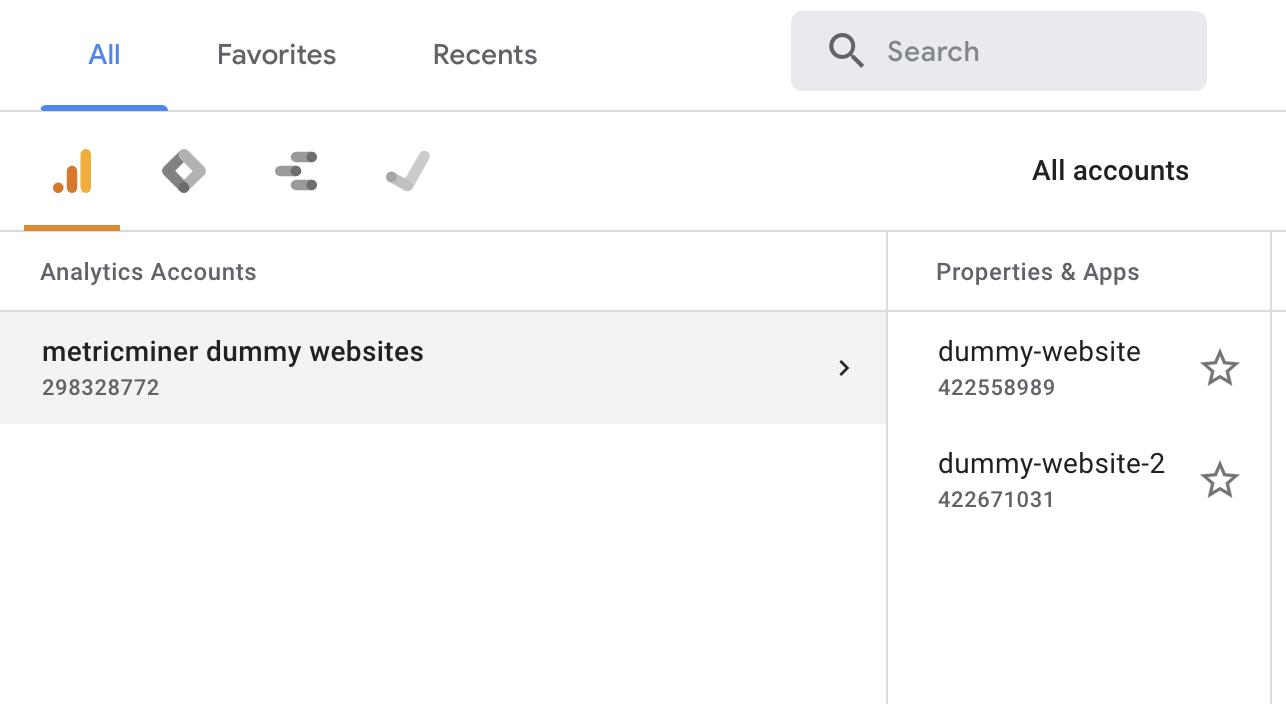 All Favorites Recents Search
All accounts
Analytics Accounts
Properties & Apps
metricminer dummy websites
298328772
dummy-website
422558989
dummy-website-2
422671031